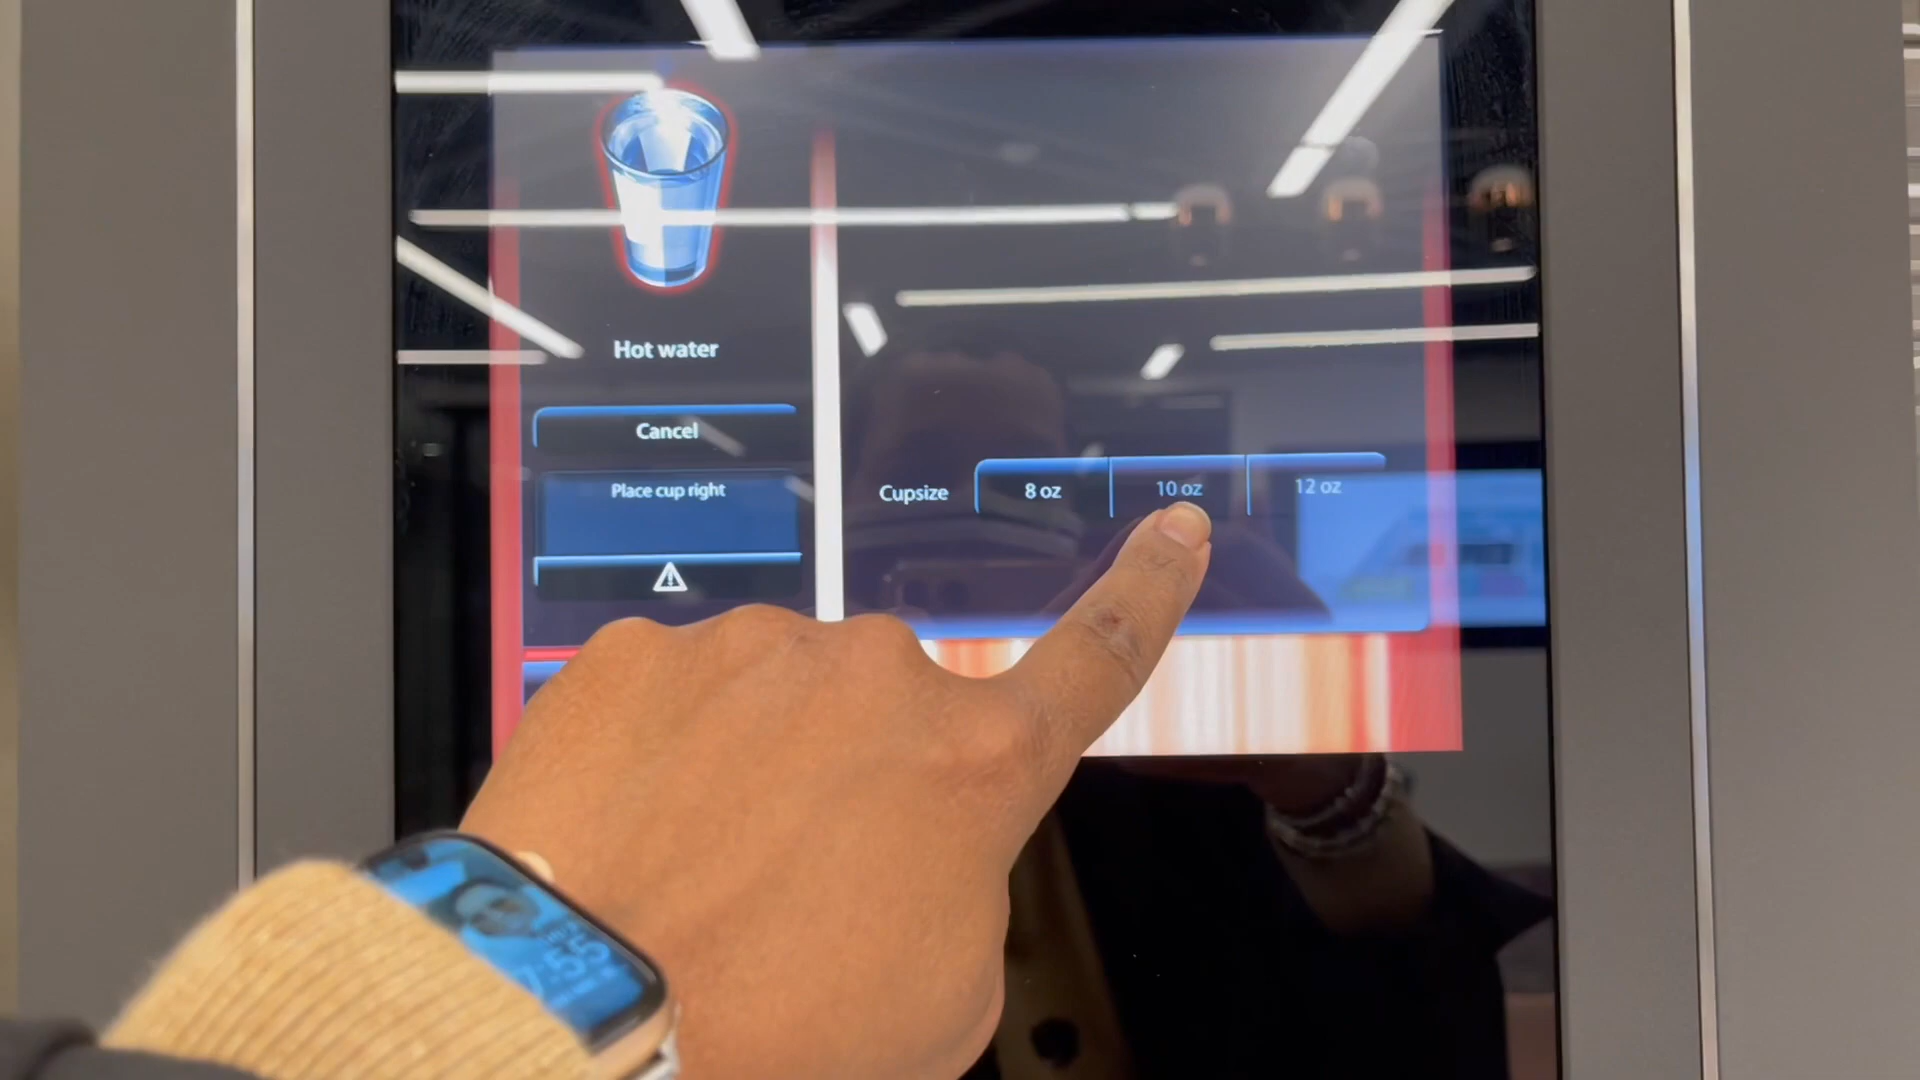 Hot water
Cancel
Place cup right
Cupsize
8 oz
10 oz
12 oz